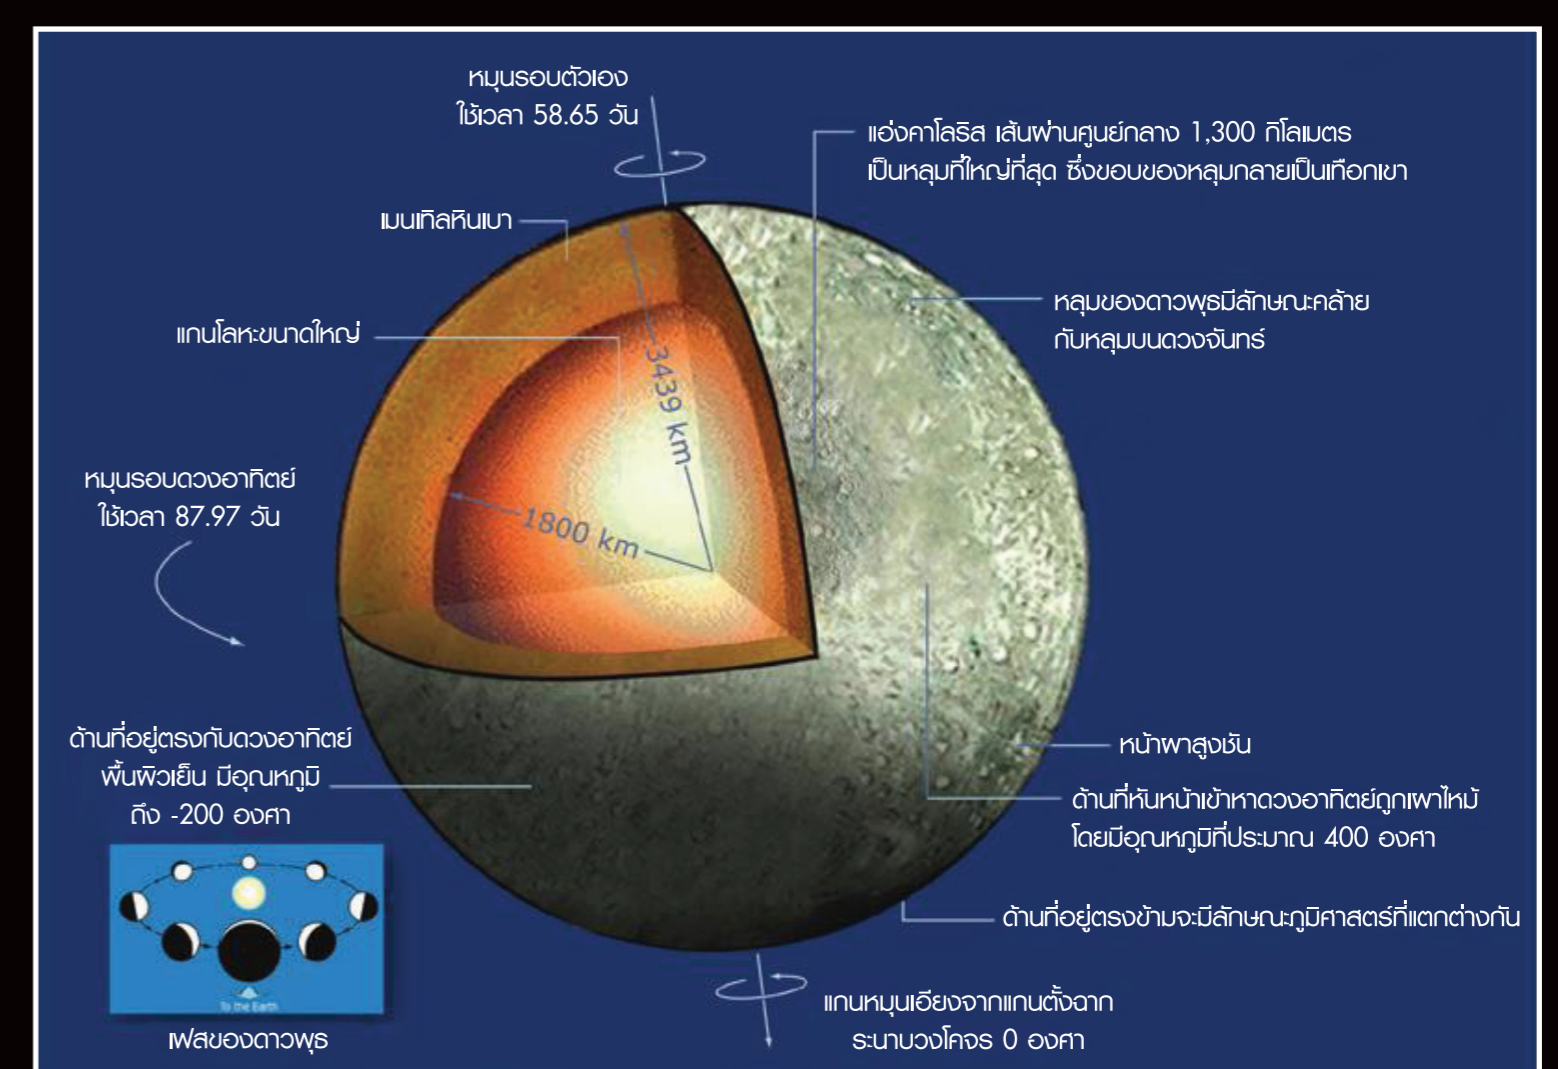 หมุนรอบตัวเอง
ใช้เวลา 58.65 วัน
แอ่งคาโลริส เส้นผ่านศูนย์กลาง 1,300 กิโลเมตร
เป็นหลุมที่ใหญ่ที่สุด ซึ่งขอบของหลุมกลายเป็นเทือกเขา
เมนเทิลหินเบา
หลุมของดาวพุธมีลักษณะคล้าย
กับหลุมบนดวงจันทร์
แกนโลหะขนาดใหญ่
3439 km
1800 km
หมุนรอบดวงอาทิตย์
ใช้เวลา 87.97 วัน
ด้านที่อยู่ตรงกับดวงอาทิตย์
พื้นผิวเย็น มีอุณหภูมิ
ถึง -200 องศา
หน้าผาสูงชัน
ด้านที่หันหน้าเข้าหาดวงอาทิตย์ถูกเผาไหม้
โดยมีอุณหภูมิที่ประมาณ 400 องศา
ด้านที่อยู่ตรงข้ามจะมีลักษณะภูมิศาสตร์ที่แตกต่างกัน
To the Earth
เฟสของดาวพุธ
แกนหมุนเอียงจากแกนตั้งฉาก
ระนาบวงโคจร 0 องศา